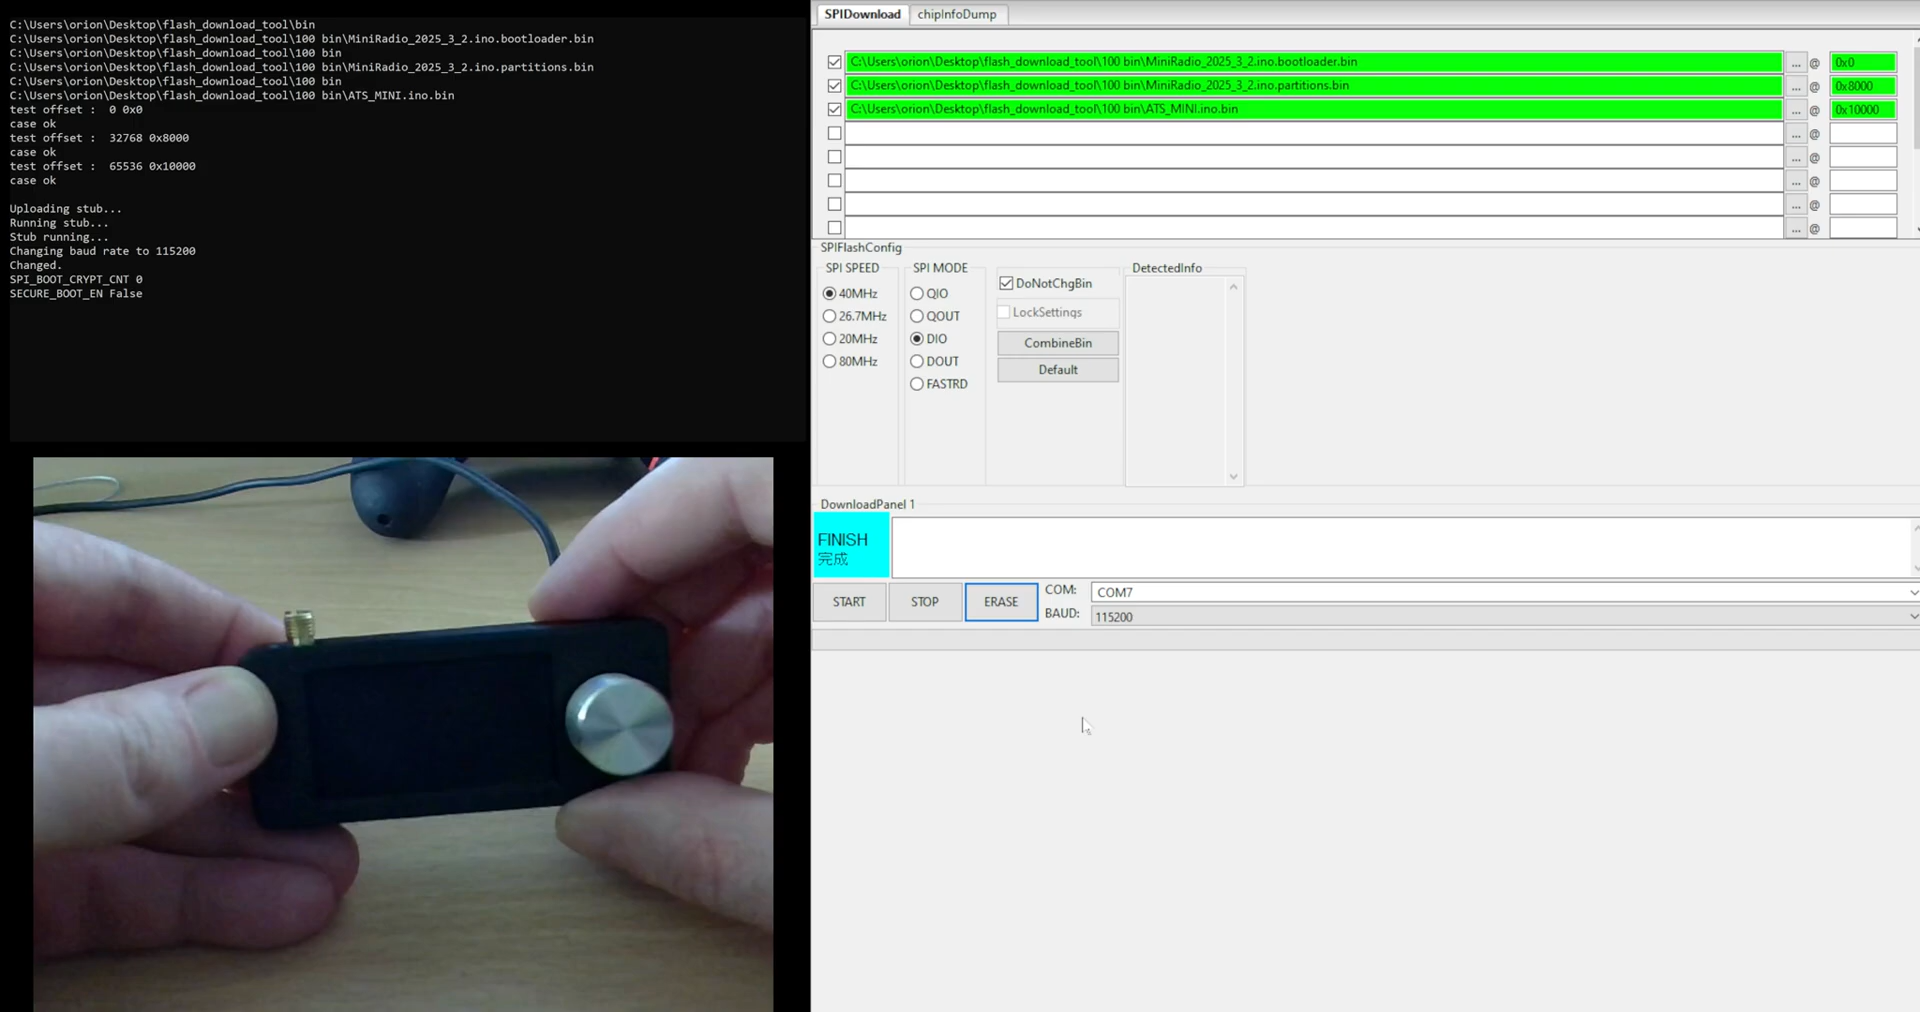 C:\Users\orion\Desktop\flash_download_tool\bin
C:\Users\orion\Desktop\flash_download_tool\100 bin\MiniRadio_2025_3_2.ino.bootloader.bin
C:\Users\orion\Desktop\flash_download_tool\100 bin
C:\Users\orion\Desktop\flash_download_tool\100 bin\MiniRadio_2025_3_2.ino.partitions.bin
C:\Users\orion\Desktop\flash_download_tool\100 bin
C:\Users\orion\Desktop\flash_download_tool\100 bin\ATS_MINI.ino.bin
test offset :  0 0x0
case ok
test offset :  32768 0x8000
case ok
test offset :  65536 0x10000
case ok
Uploading stub...
Running stub...
Stub running...
Changing baud rate to 115200
Changed.
SPI_BOOT_CRYPT_CNT 0
SECURE_BOOT_EN False
SPIDownload chipInfoDump
C:\Users\orion\Desktop\flash_download_tool\100 bin\MiniRadio_2025_3_2.ino.bootloader.bin ... @ 0x0
C:\Users\orion\Desktop\flash_download_tool\100 bin\MiniRadio_2025_3_2.ino.partitions.bin ... @ 0x8000
C:\Users\orion\Desktop\flash_download_tool\100 bin\ATS_MINI.ino.bin ... @ 0x10000
... @
... @
... @
... @
... @
SPIFlashConfig
SPI SPEED
40MHz
26.7MHz
20MHz
80MHz
SPI MODE
QIO
QOUT
DIO
DOUT
FASTRD
DoNotChgBin
LockSettings
CombineBin
Default
DetectedInfo
DownloadPanel 1
FINISH
完成
START STOP ERASE
COM: COM7
BAUD: 115200